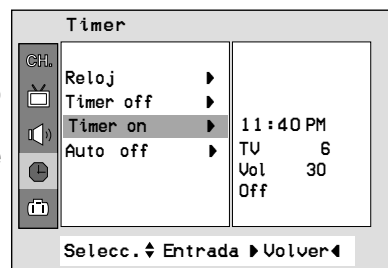 Timer
CH.
Reloj
Timer off
Timer on
Auto off
11:40 PM
TV 6
Vol 30
Off
Selecc. Entrada Volver